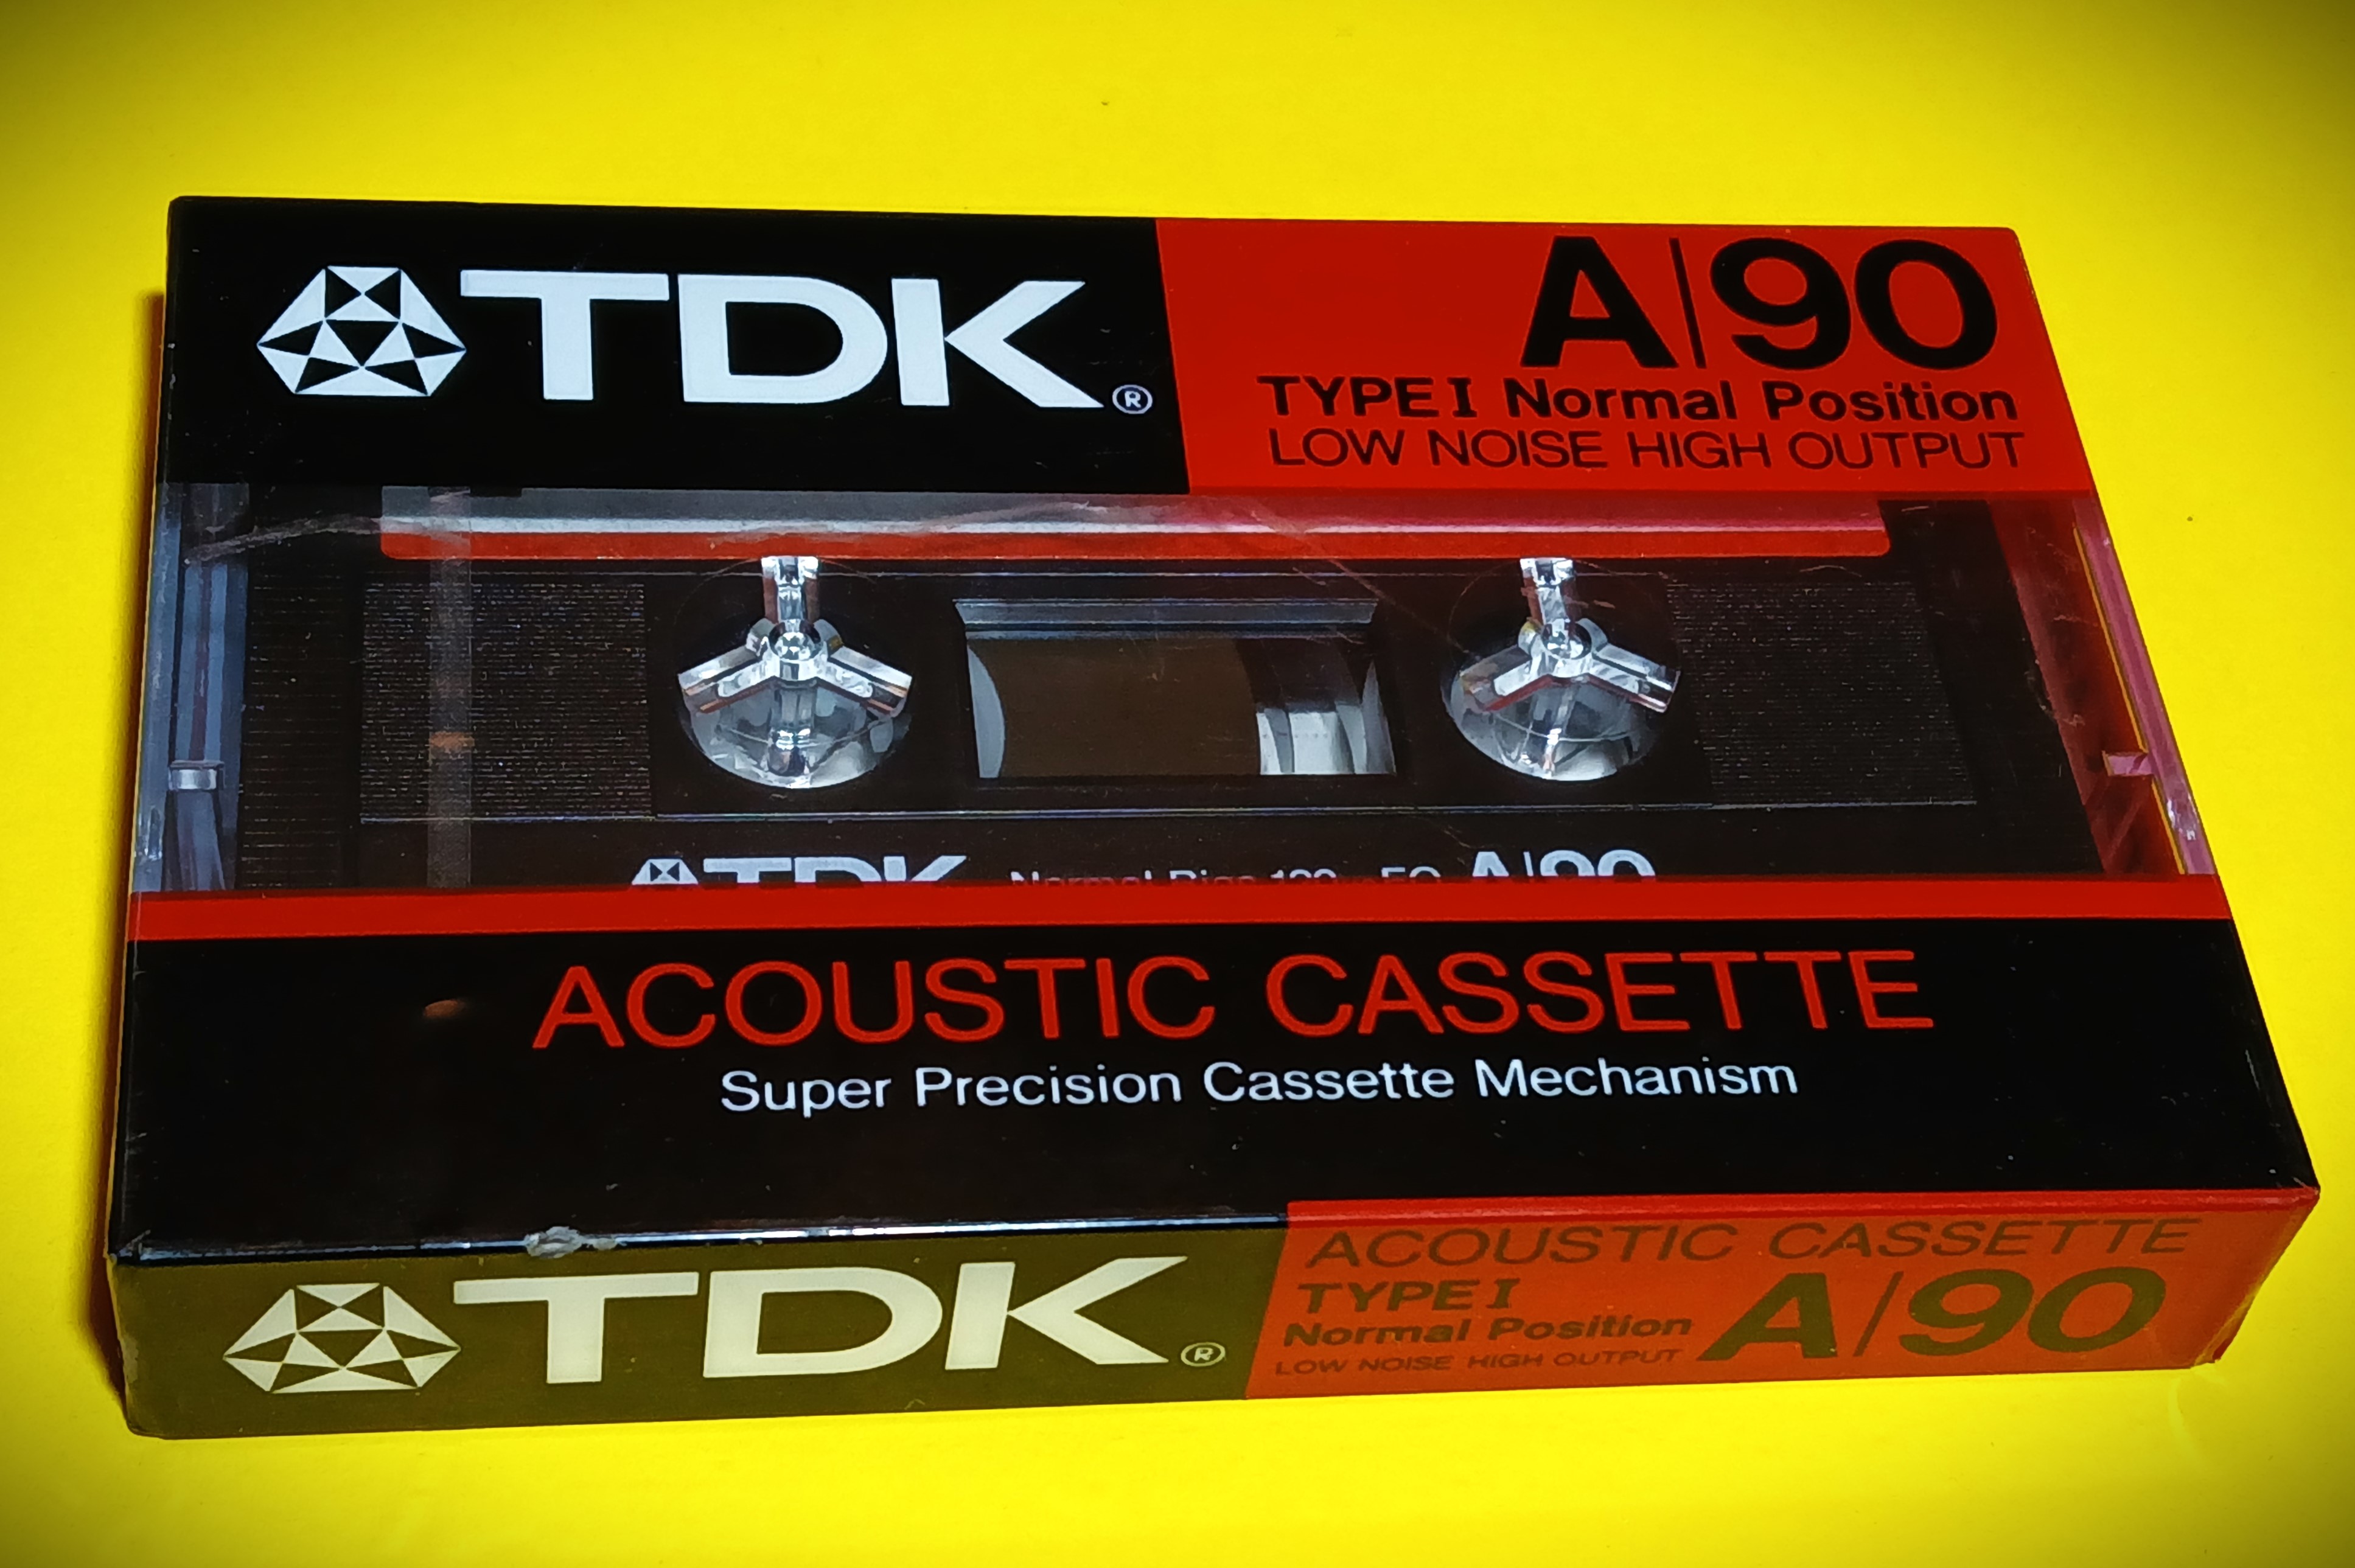 TDK®
A|90
TYPE I Normal Position
LOW NOISE HIGH OUTPUT
TDK A|90
ACOUSTIC CASSETTE
Super Precision Cassette Mechanism
TDK®
ACOUSTIC CASSETTE
TYPE I
Normal Position
LOW NOISE HIGH OUTPUT
A/90